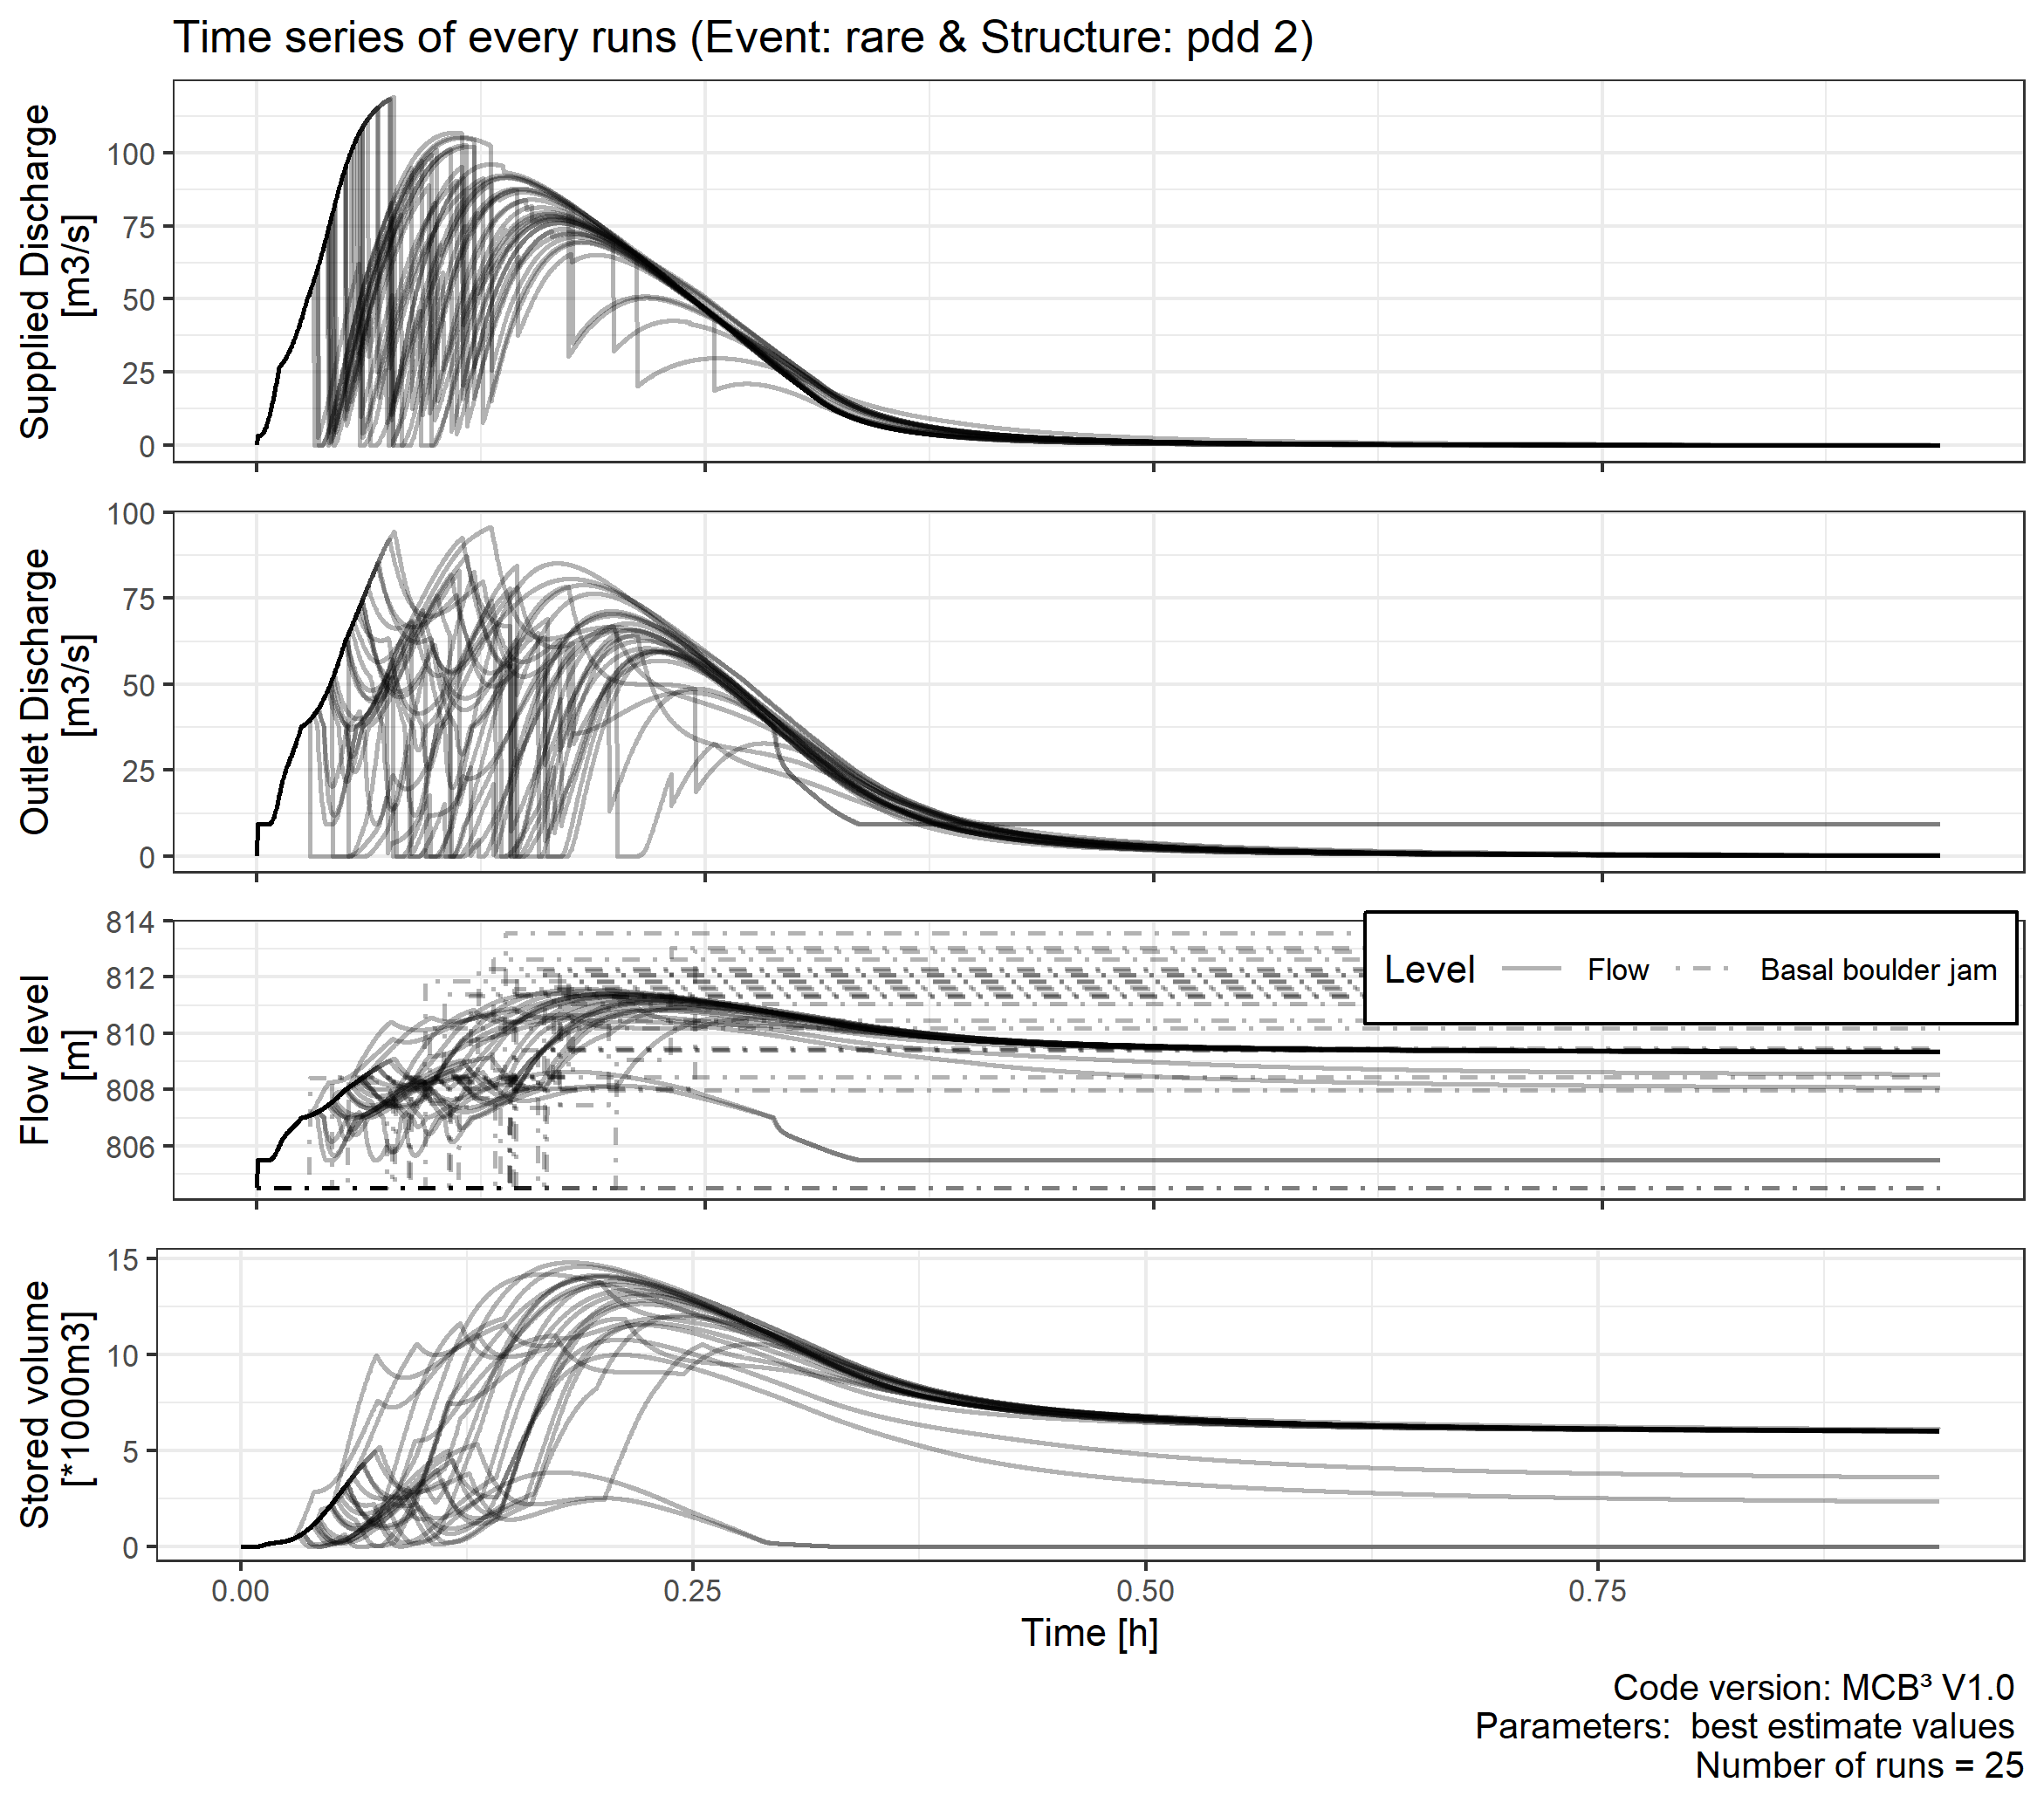 Time series of every runs (Event: rare & Structure: pdd 2)
Supplied Discharge
[m3/s]
100
75
50
25
0
Outlet Discharge
[m3/s]
100
75
50
25
0
Flow level
[m]
814
812
810
808
806
Level
Flow
Basal boulder jam
Stored volume
[*1000m3]
15
10
5
0
0.00
0.25
0.50
0.75
Time [h]
Code version: MCB³ V1.0
Parameters:  best estimate values
Number of runs = 25